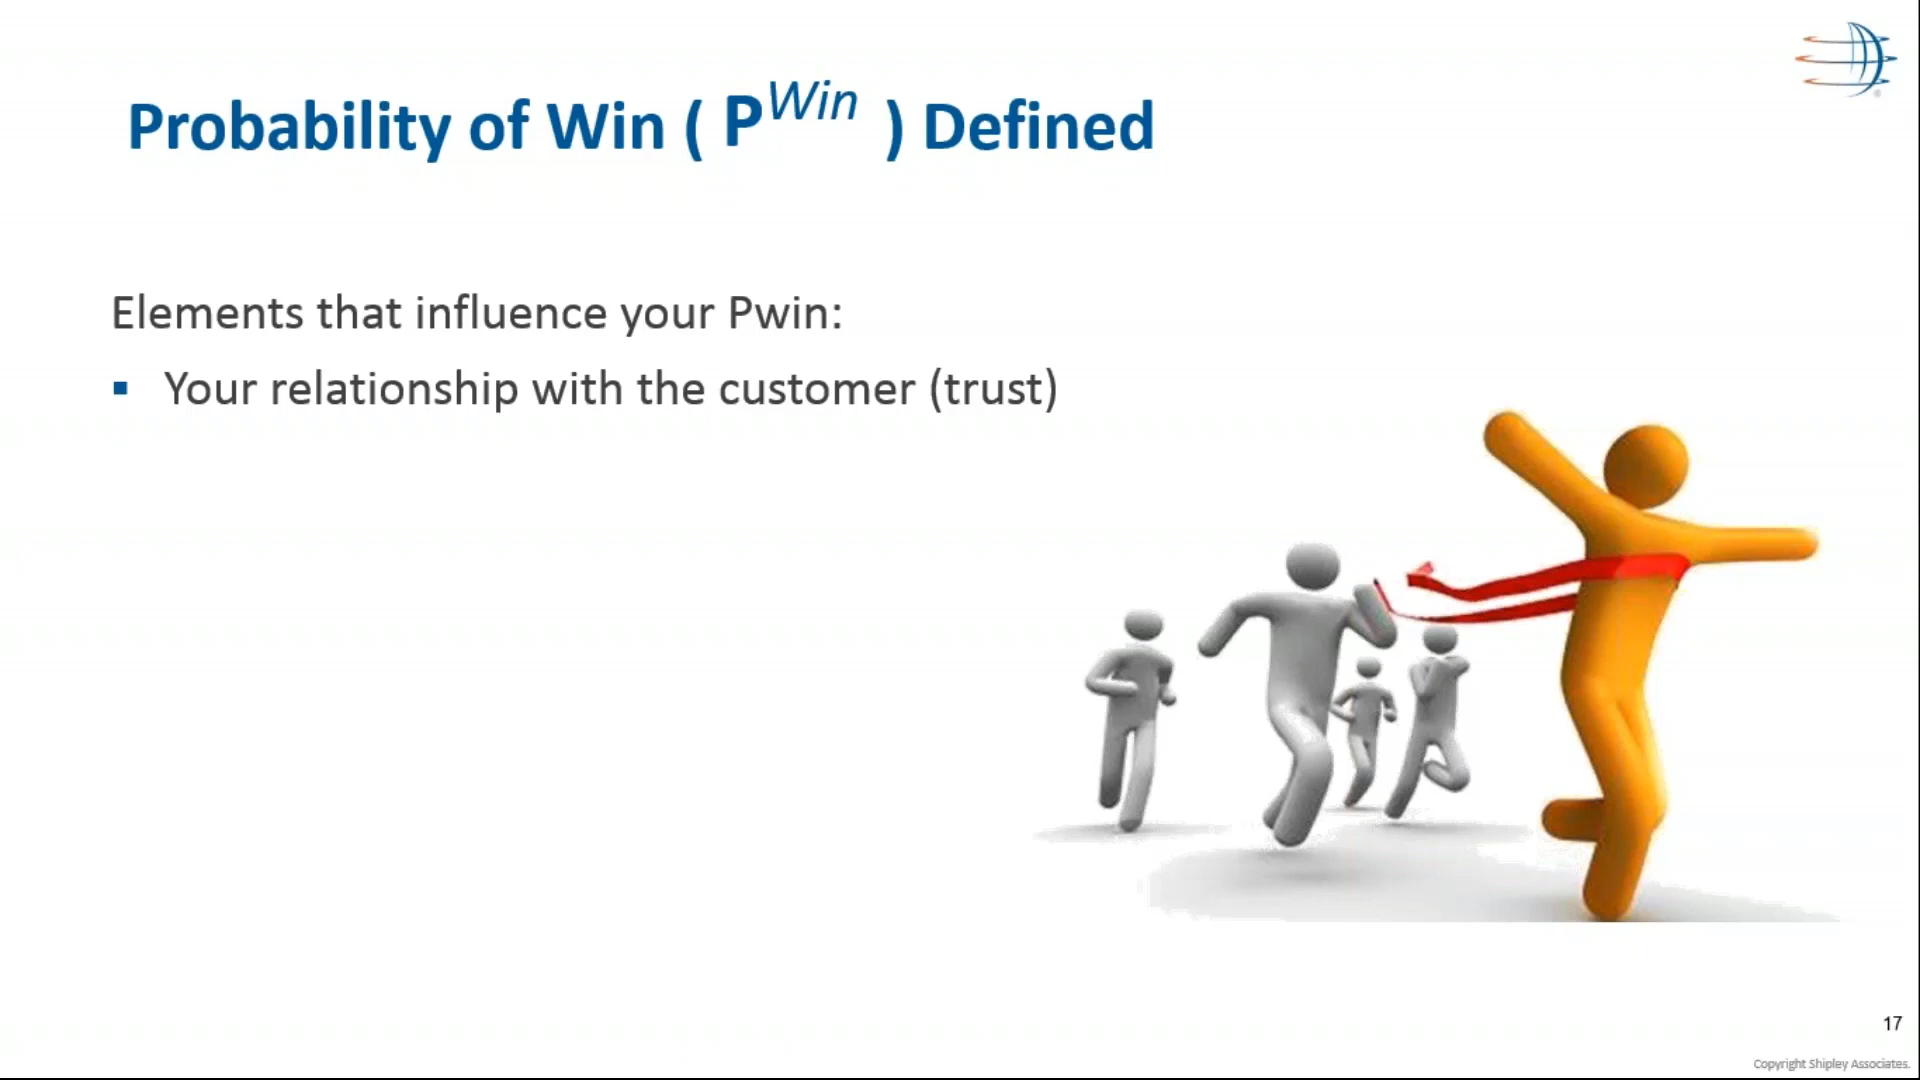 Probability of Win ( P^Win ) Defined
Elements that influence your Pwin:
▪ Your relationship with the customer (trust)
17
Copyright Shipley Associates.